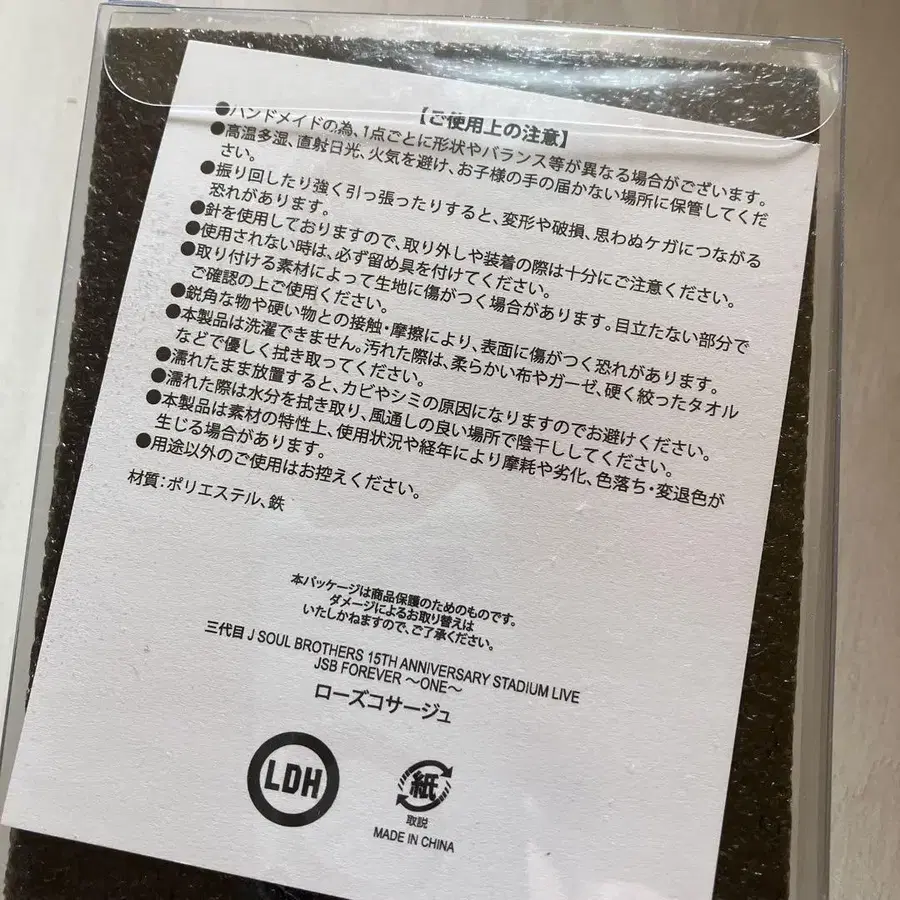 【ご使用上の注意】
●ハンドメイドの為、1点ごとに形状やバランス等が異なる場合がございます。
●高温多湿、直射日光、火気を避け、お子様の手の届かない場所に保管してくだ
さい。
●振り回したり強く引っ張ったりすると、変形や破損、思わぬケガにつながる
恐れがあります。
●針を使用しておりますので、取り外しや装着の際は十分にご注意ください。
●使用されない時は、必ず留め具を付けてください。
●取り付ける素材によって生地に傷がつく場合があります。目立たない部分で
ご確認の上ご使用ください。
●鋭角な物や硬い物との接触・摩擦により、表面に傷がつく恐れがあります。
●本製品は洗濯できません。汚れた際は、柔らかい布やガーゼ、硬く絞ったタオル
などで優しく拭き取ってください。
●濡れたまま放置すると、カビやシミの原因になりますのでお避けください。
●濡れた際は水分を拭き取り、風通しの良い場所で陰干ししてください。
●本製品は素材の特性上、使用状況や経年により摩耗や劣化、色落ち・変退色が
生じる場合があります。
●用途以外のご使用はお控えください。
材質：ポリエステル、鉄
本パッケージは商品保護のためのものです。
ダメージによるお取り替えは
いたしかねますので、ご了承ください。
三代目 J SOUL BROTHERS 15TH ANNIVERSARY STADIUM LIVE
JSB FOREVER ～ONE～
ローズコサージュ
LDH
紙
取説
MADE IN CHINA